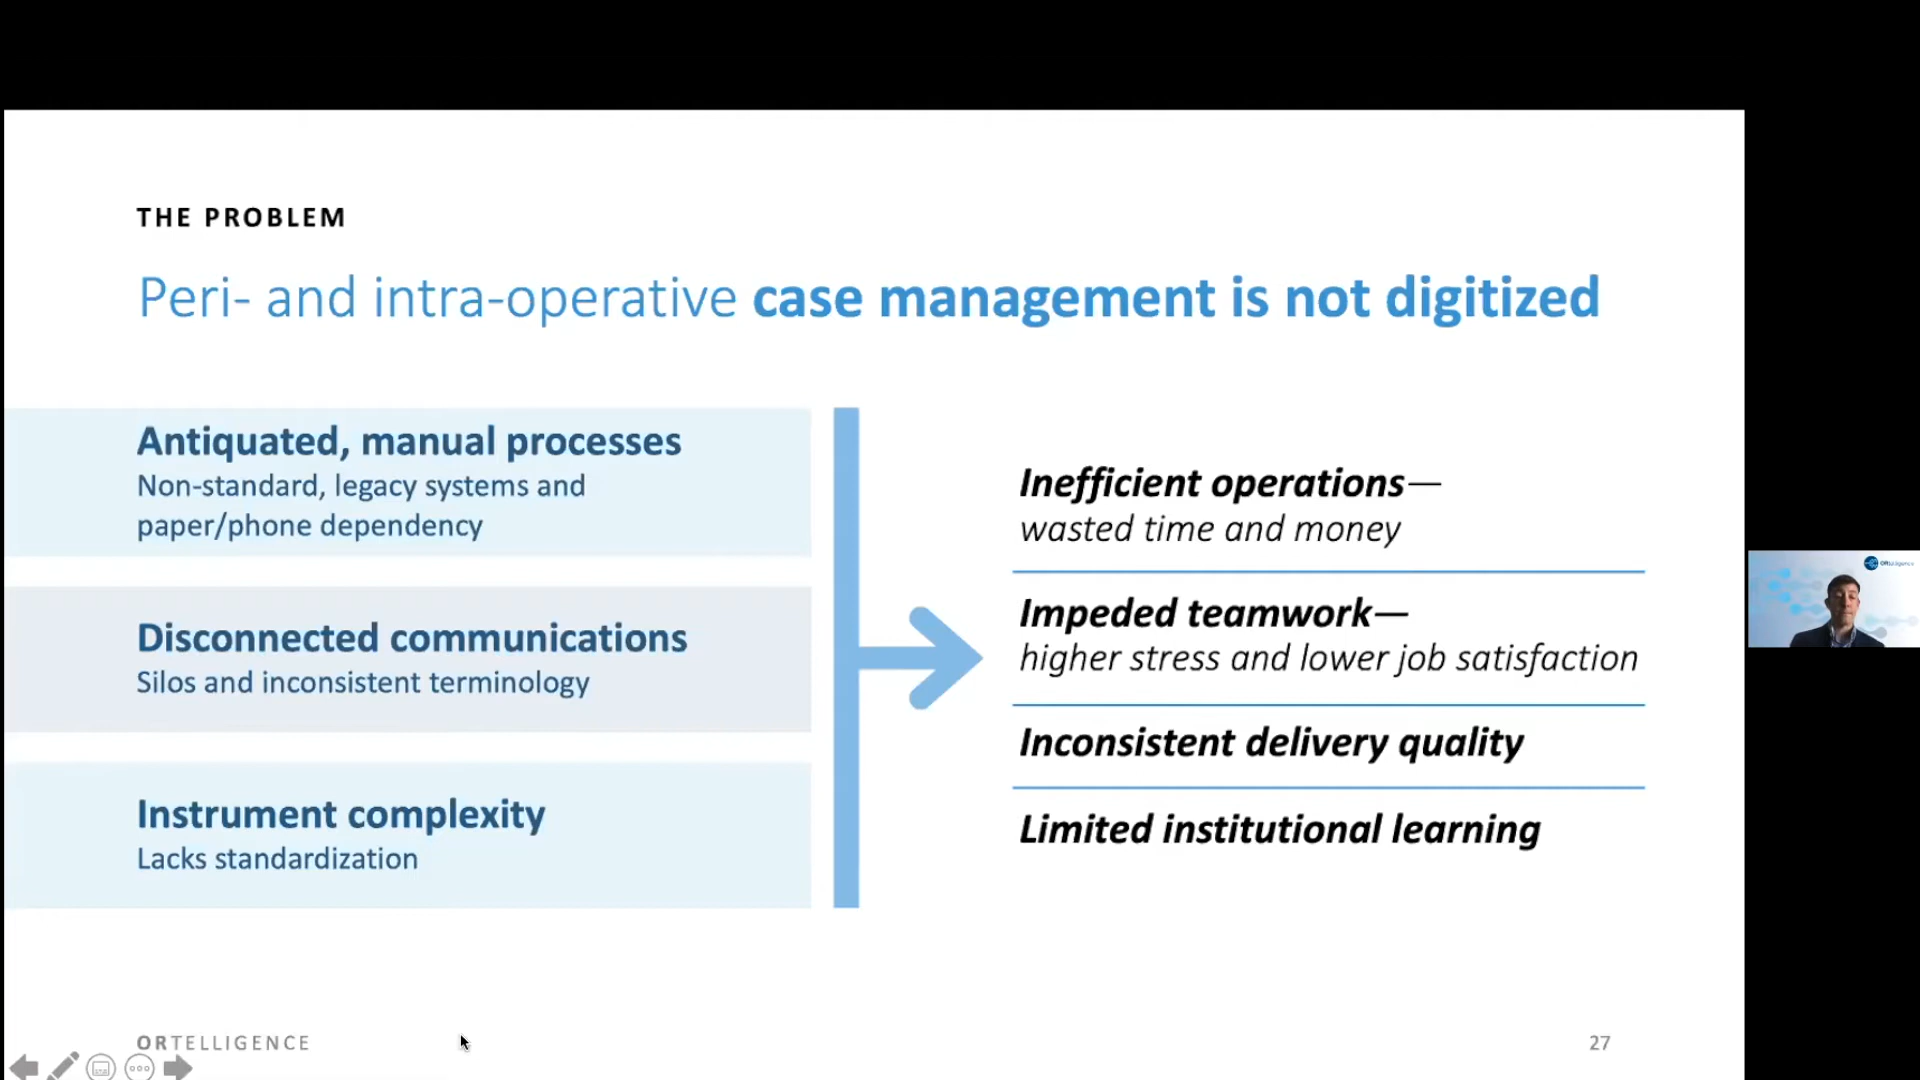 THE PROBLEM
Peri- and intra-operative case management is not digitized
Antiquated, manual processes
Non-standard, legacy systems and
paper/phone dependency
Disconnected communications
Silos and inconsistent terminology
Instrument complexity
Lacks standardization
Inefficient operations—
wasted time and money
Impeded teamwork—
higher stress and lower job satisfaction
Inconsistent delivery quality
Limited institutional learning
ORtelligence
ORTELLIGENCE
27